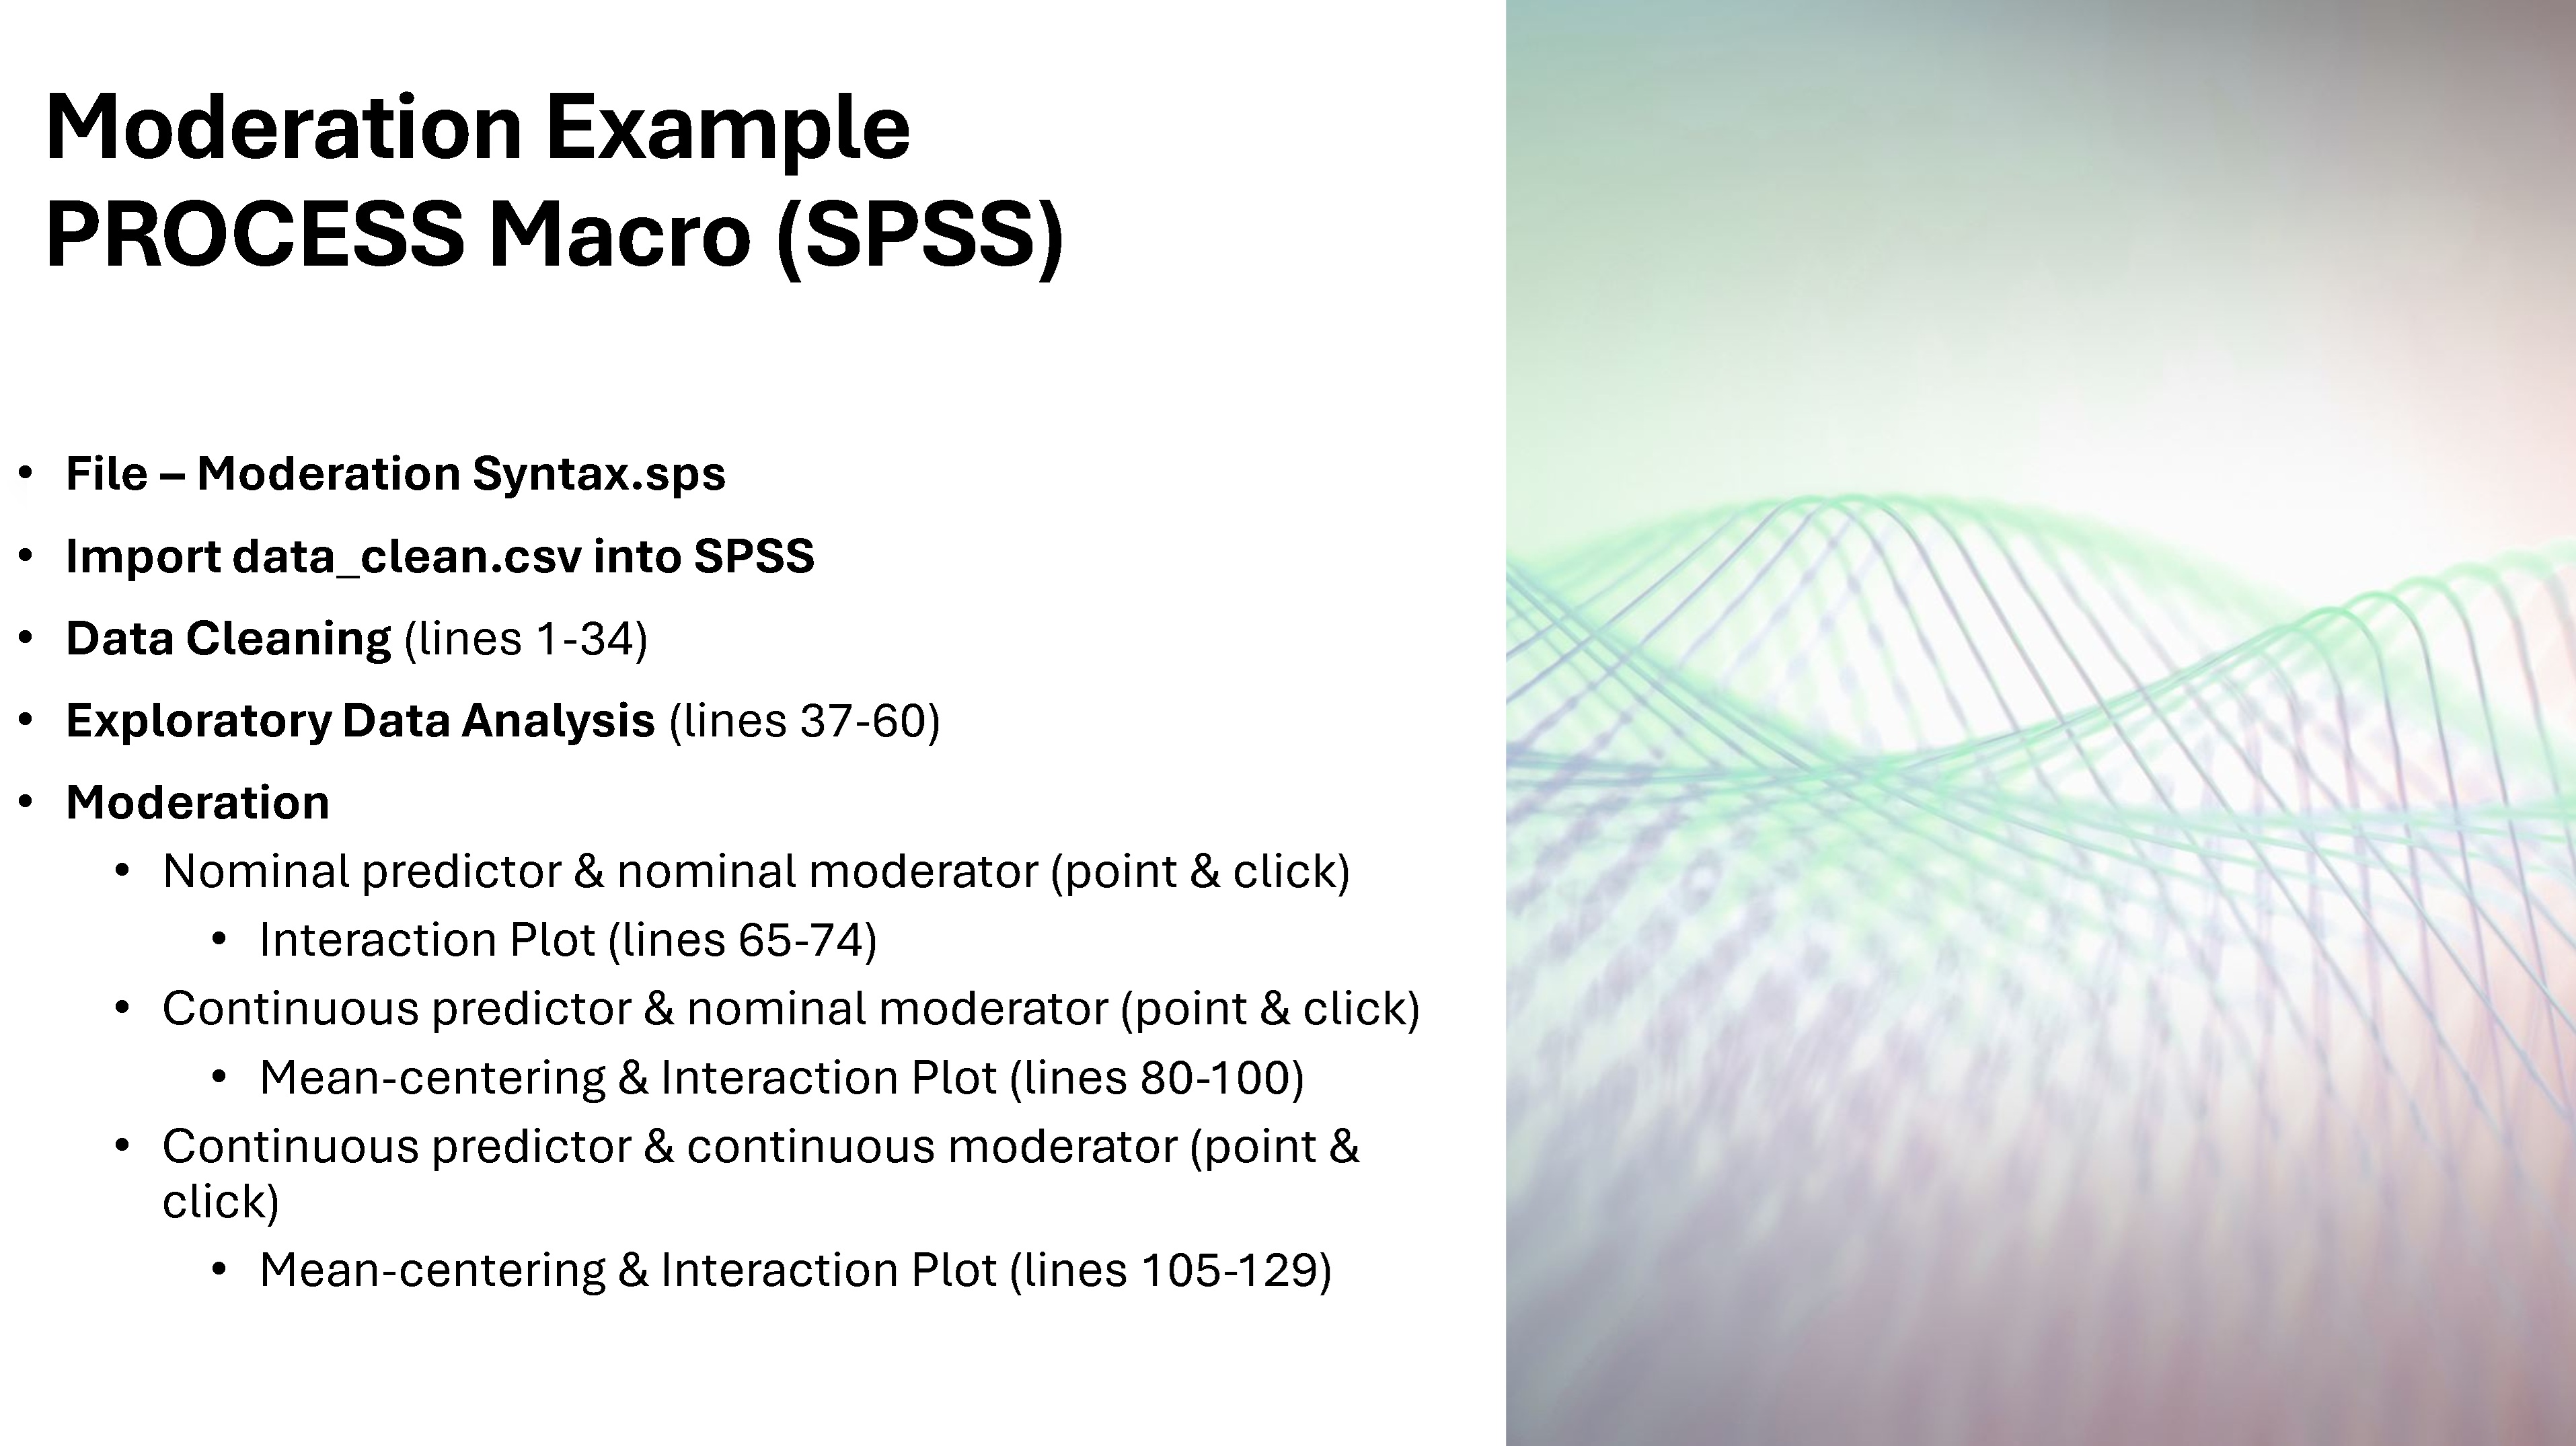 Moderation Example
PROCESS Macro (SPSS)
• File – Moderation Syntax.sps
• Import data_clean.csv into SPSS
• Data Cleaning (lines 1-34)
• Exploratory Data Analysis (lines 37-60)
• Moderation
• Nominal predictor & nominal moderator (point & click)
• Interaction Plot (lines 65-74)
• Continuous predictor & nominal moderator (point & click)
• Mean-centering & Interaction Plot (lines 80-100)
• Continuous predictor & continuous moderator (point &
click)
• Mean-centering & Interaction Plot (lines 105-129)